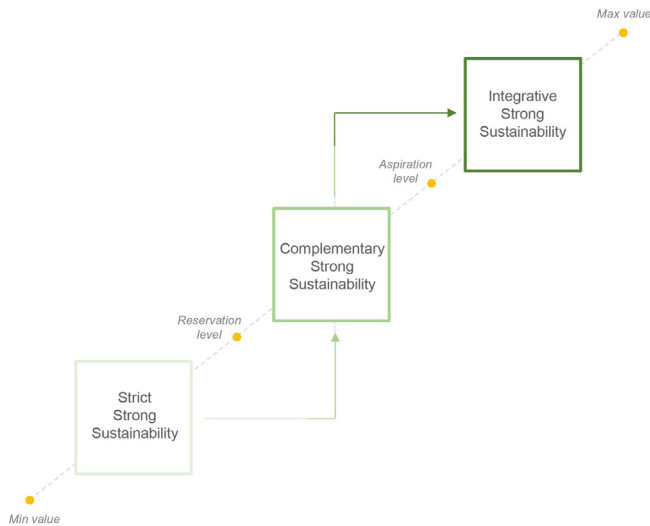 Max value
Integrative
Strong
Sustainability
Aspiration
level
Complementary
Strong
Sustainability
Reservation
level
Strict
Strong
Sustainability
Min value